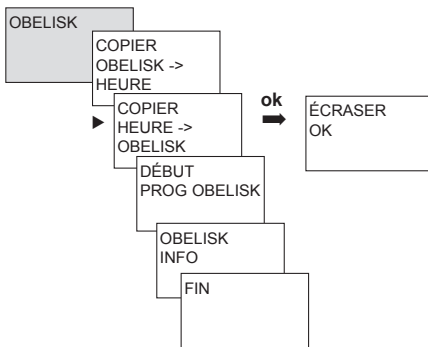 OBELISK
COPIER
OBELISK ->
HEURE
COPIER
HEURE ->
OBELISK
ok
ÉCRASER
OK
DÉBUT
PROG OBELISK
OBELISK
INFO
FIN